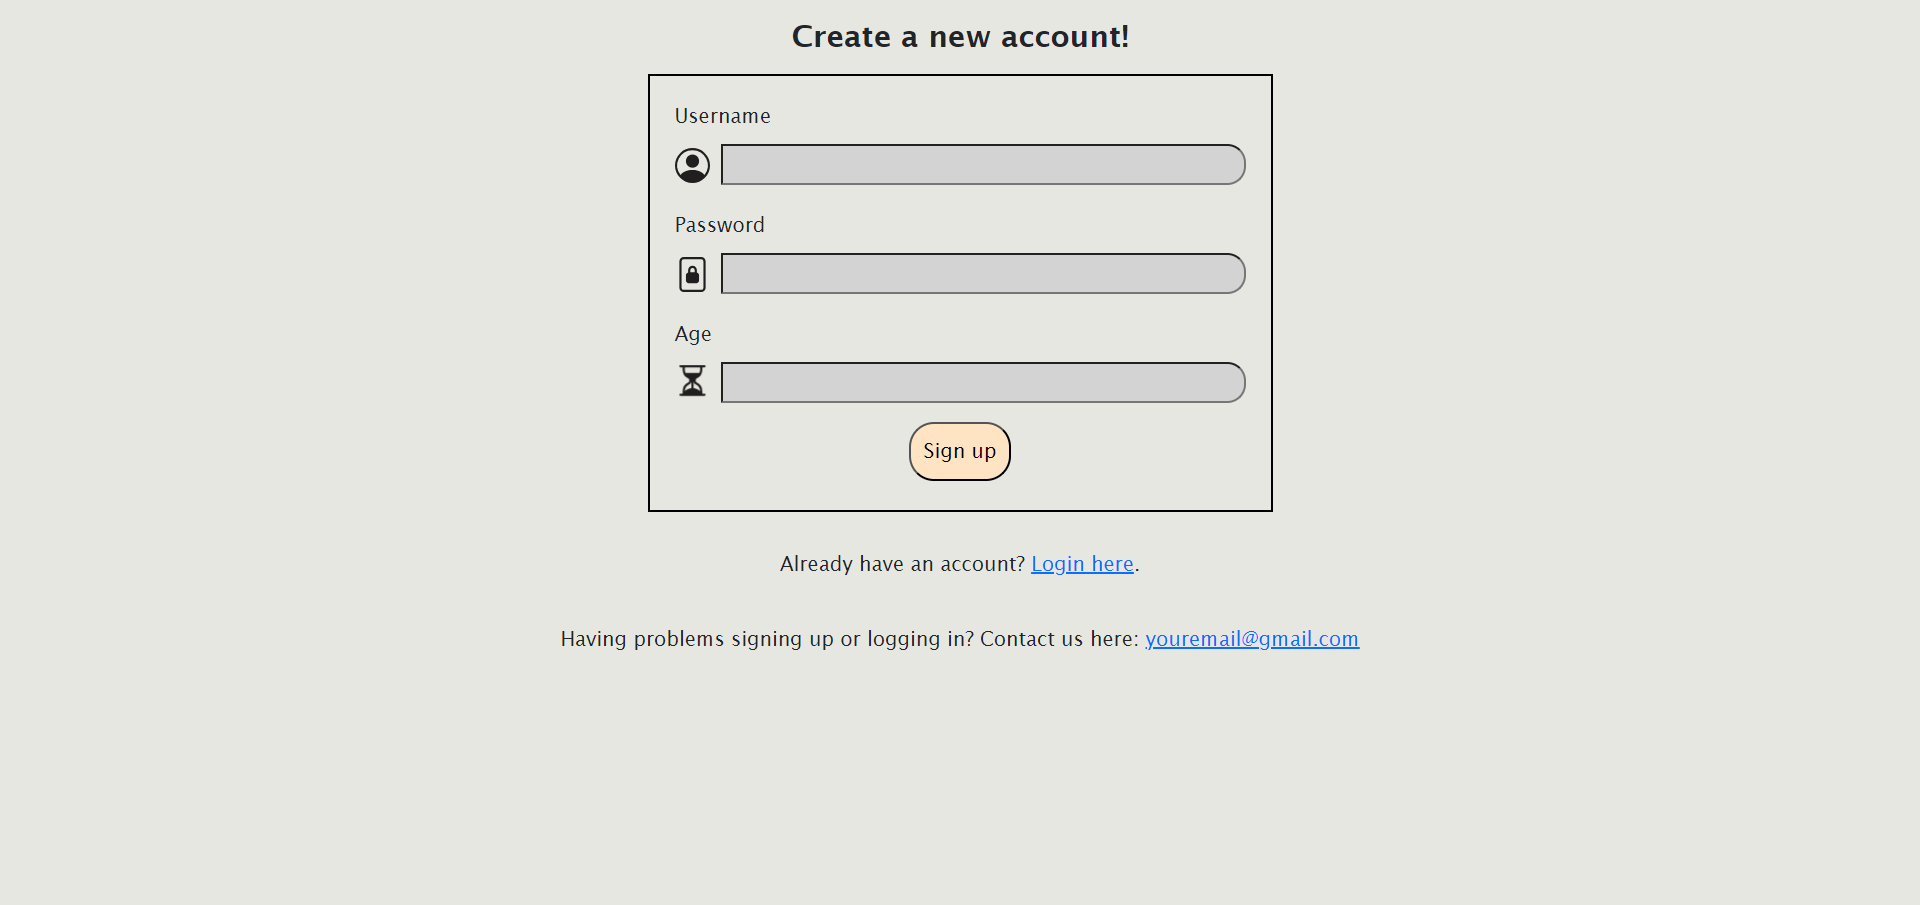 Create a new account!
Username
Password
Age
Sign up
Already have an account? Login here.
Having problems signing up or logging in? Contact us here: youremail@gmail.com